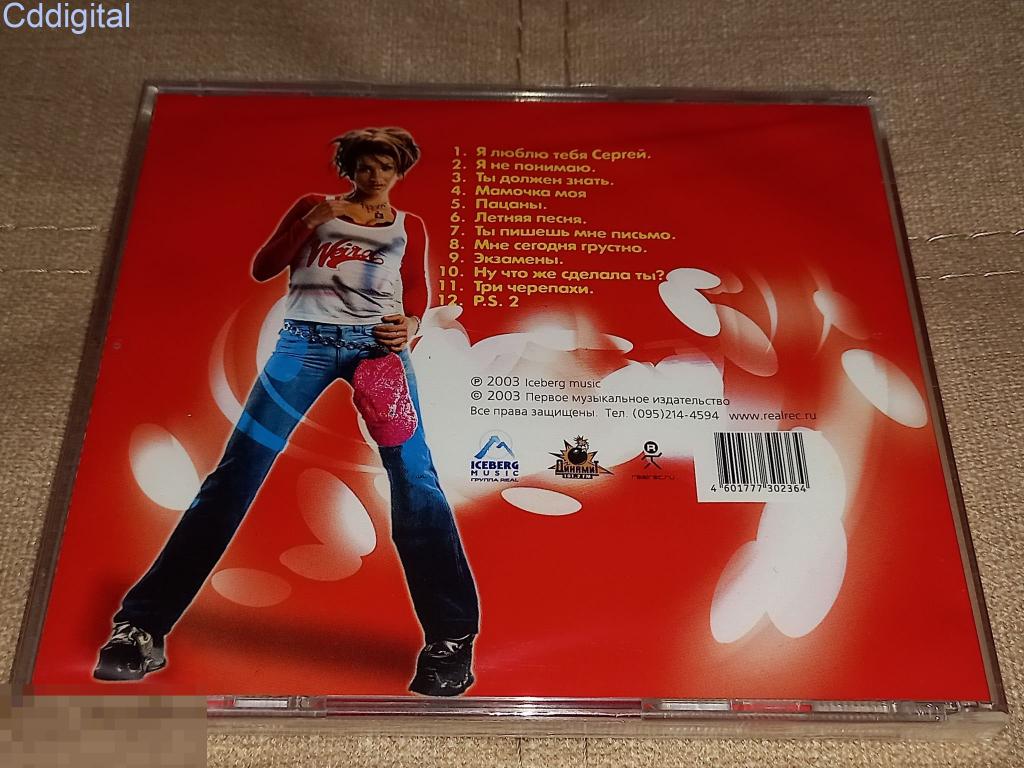 Cddigital
1. Я люблю тебя Сергей.
2. Я не понимаю.
3. Ты должен знать.
4. Мамочка моя
5. Пацаны.
6. Летняя песня.
7. Ты пишешь мне письмо.
8. Мне сегодня грустно.
9. Экзамены.
10. Ну что же сделала ты?
11. Три черепахи.
12. P.S. 2
℗ 2003 Iceberg music
© 2003 Первое музыкальное издательство
Все права защищены. Тел. (095)214-4594 www.realrec.ru
ICEBERG
MUSIC
ГРУППА REAL
ДИНАМИТ
R
realrec.ru
4 601777 302364